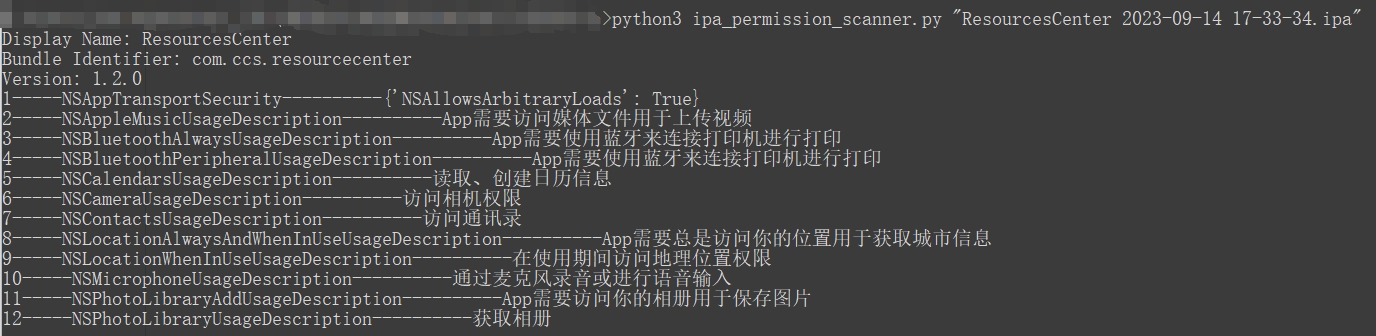 >python3 ipa_permission_scanner.py "ResourcesCenter 2023-09-14 17-33-34.ipa"
Display Name: ResourcesCenter
Bundle Identifier: com.ccs.resourcecenter
Version: 1.2.0
1-----NSAppTransportSecurity----------{'NSAllowsArbitraryLoads': True}
2-----NSAppleMusicUsageDescription----------App需要访问媒体文件用于上传视频
3-----NSBluetoothAlwaysUsageDescription----------App需要使用蓝牙来连接打印机进行打印
4-----NSBluetoothPeripheralUsageDescription----------App需要使用蓝牙来连接打印机进行打印
5-----NSCalendarsUsageDescription----------读取、创建日历信息
6-----NSCameraUsageDescription----------访问相机权限
7-----NSContactsUsageDescription----------访问通讯录
8-----NSLocationAlwaysAndWhenInUseUsageDescription----------App需要总是访问你的位置用于获取城市信息
9-----NSLocationWhenInUseUsageDescription----------在使用期间访问地理位置权限
10-----NSMicrophoneUsageDescription----------通过麦克风录音或进行语音输入
11-----NSPhotoLibraryAddUsageDescription----------App需要访问你的相册用于保存图片
12-----NSPhotoLibraryUsageDescription----------获取相册